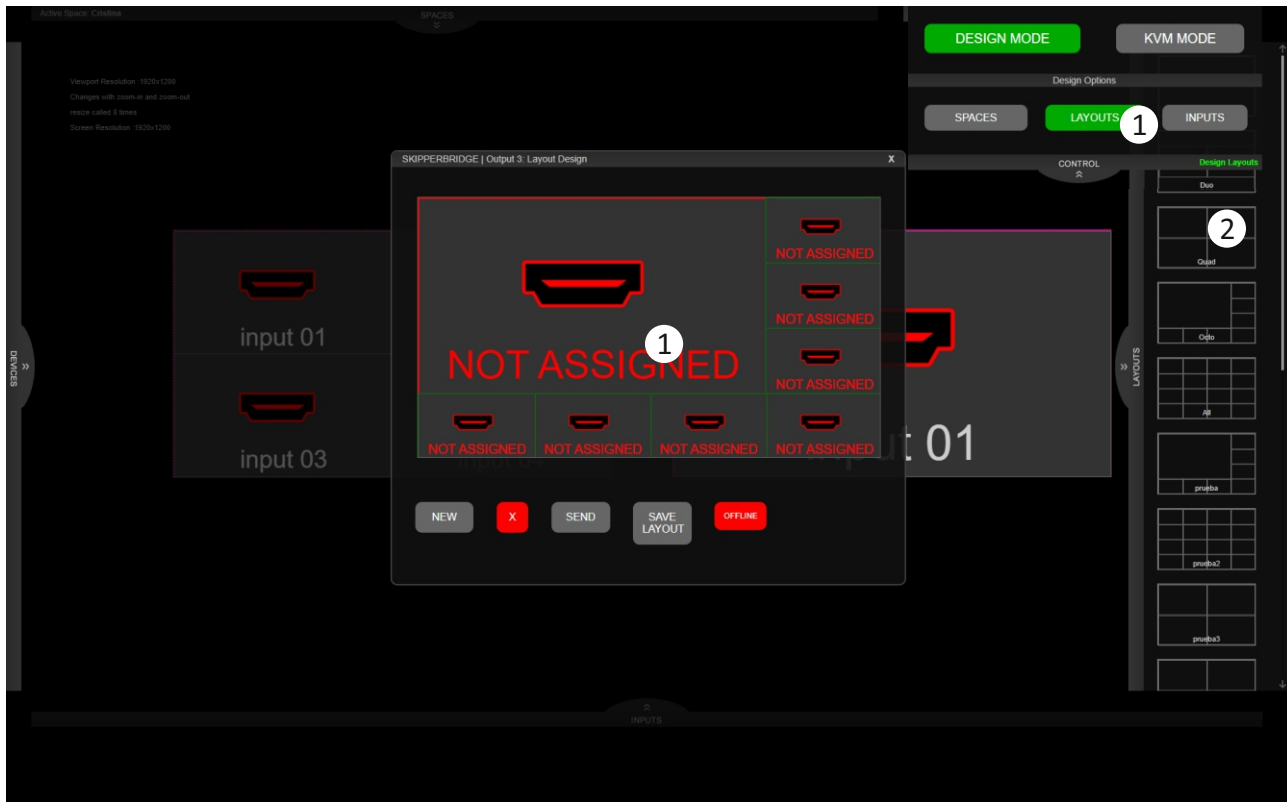 Active Space: Cristina
SPACES
DESIGN MODE
KVM MODE
Viewport Resolution :1920x1200
Changes with zoom-in and zoom-out
resize called 8 times
Screen Resolution :1920x1200
Design Options
SPACES
LAYOUTS
1
INPUTS
CONTROL
Design Layouts
SKIPPERBRIDGE | Output 3: Layout Design
X
NOT ASSIGNED
NOT ASSIGNED
NOT ASSIGNED
NOT ASSIGNED
1
NOT ASSIGNED
NOT ASSIGNED
NOT ASSIGNED
NOT ASSIGNED
NEW
X
SEND
SAVE
LAYOUT
OFFLINE
input 01
input 03
input 04
01
DEVICES
LAYOUTS
Duo
2
Quad
Octo
All
prueba
prueba2
prueba3
INPUTS